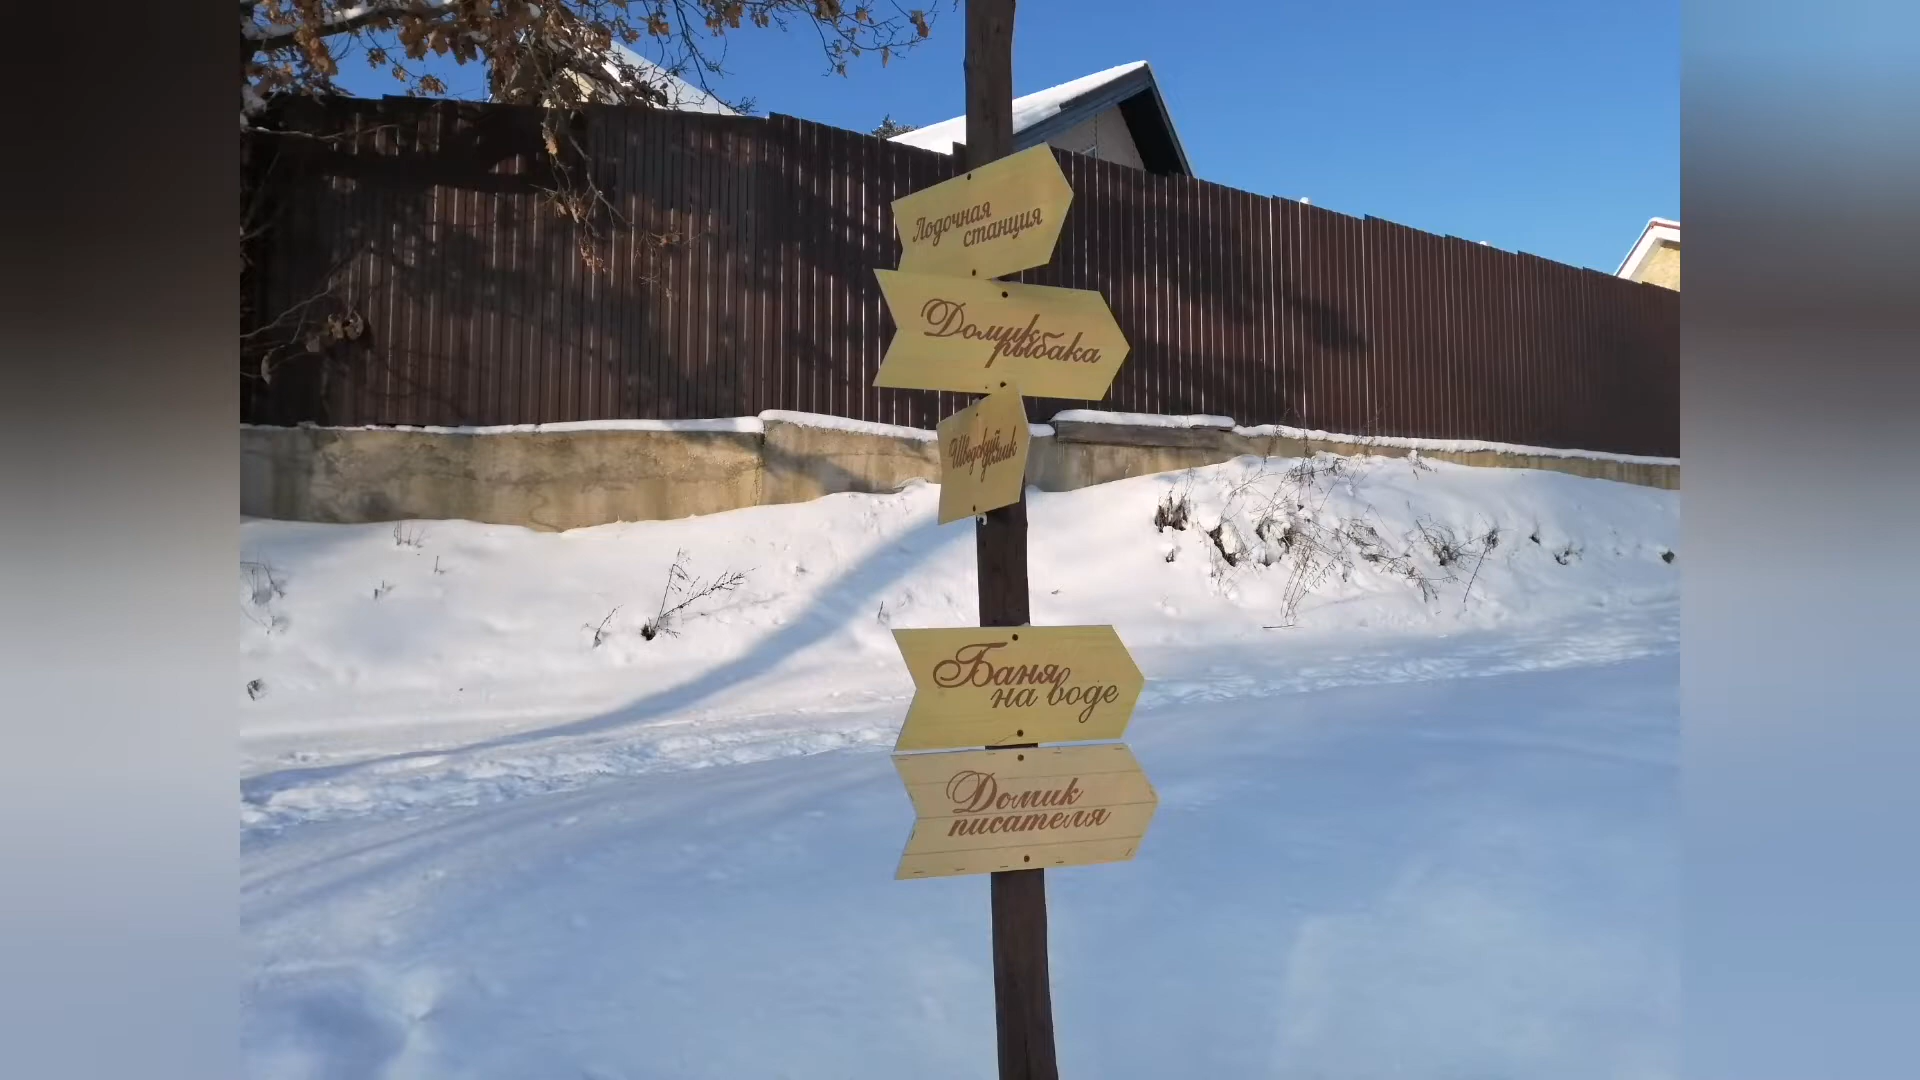 Лодочная
станция
Домик
рыбака
Шведский
домик
Баня
на воде
Домик
писателя